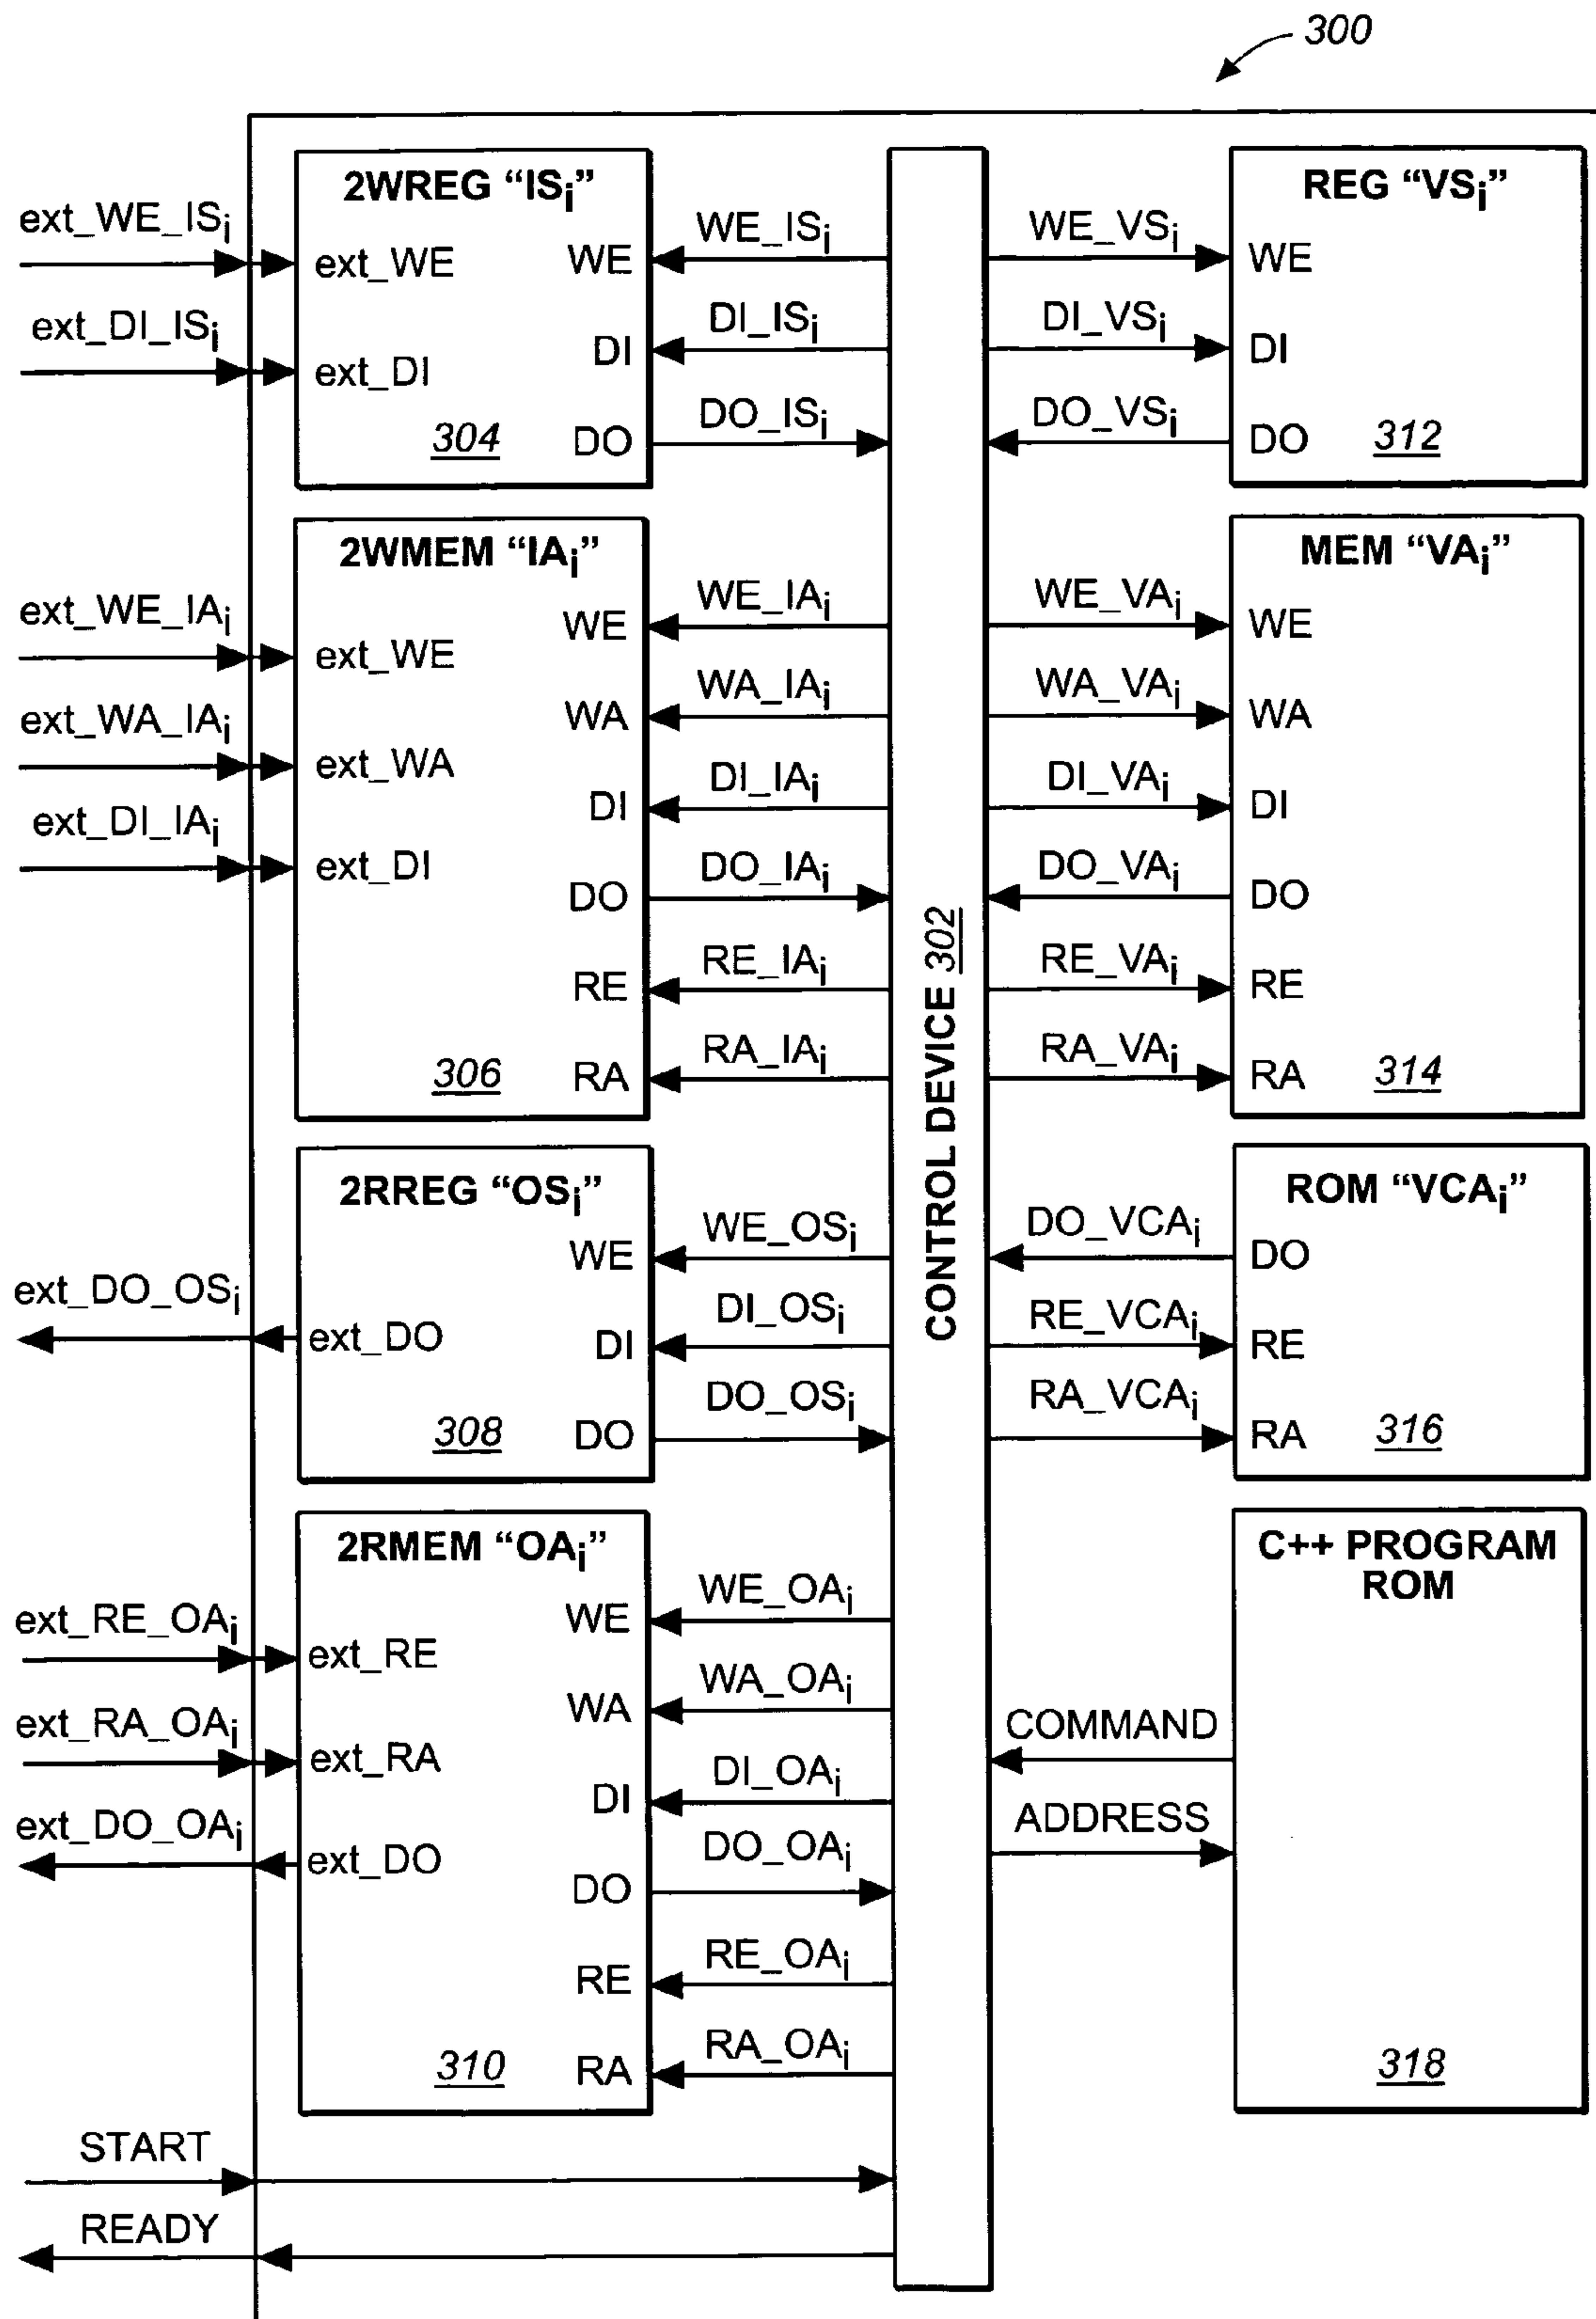 300
2WREG “ISi”
ext_WE_ISi
ext_WE
WE
WE_ISi
ext_DI_ISi
ext_DI
DI
DI_ISi
304
DO
DO_ISi
REG “VSi”
WE_VSi
WE
DI_VSi
DI
DO_VSi
DO
312
2WMEM “IAi”
ext_WE_IAi
ext_WE
WE
WE_IAi
ext_WA_IAi
ext_WA
WA
WA_IAi
ext_DI_IAi
ext_DI
DI
DI_IAi
DO
DO_IAi
RE
RE_IAi
306
RA
RA_IAi
CONTROL DEVICE 302
MEM “VAi”
WE_VAi
WE
WA_VAi
WA
DI_VAi
DI
DO_VAi
DO
RE_VAi
RE
RA_VAi
RA
314
2RREG “OSi”
WE
WE_OSi
ext_DO_OSi
ext_DO
DI
DI_OSi
308
DO
DO_OSi
ROM “VCAi”
DO_VCAi
DO
RE_VCAi
RE
RA_VCAi
RA
316
2RMEM “OAi”
WE
WE_OAi
ext_RE_OAi
ext_RE
WA
WA_OAi
ext_RA_OAi
ext_RA
DI
DI_OAi
ext_DO_OAi
ext_DO
DO
DO_OAi
RE
RE_OAi
310
RA
RA_OAi
C++ PROGRAM
ROM
COMMAND
ADDRESS
318
START
READY